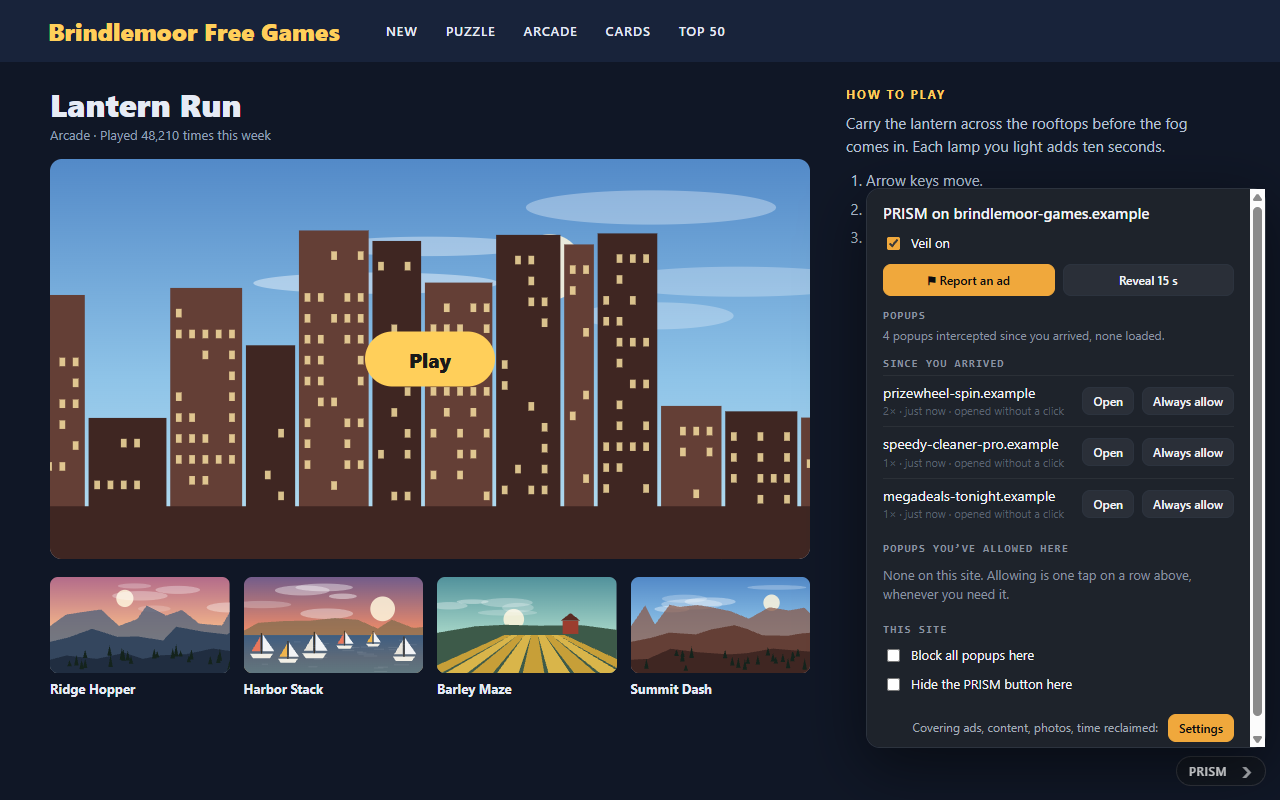 Brindlemoor Free Games
NEW
PUZZLE
ARCADE
CARDS
TOP 50
Lantern Run
Arcade · Played 48,210 times this week
Play
Ridge Hopper
Harbor Stack
Barley Maze
Summit Dash
HOW TO PLAY
Carry the lantern across the rooftops before the fog
comes in. Each lamp you light adds ten seconds.
1. Arrow keys move.
2.
3.
PRISM on brindlemoor-games.example
Veil on
⚑ Report an ad
Reveal 15 s
POPUPS
4 popups intercepted since you arrived, none loaded.
SINCE YOU ARRIVED
prizewheel-spin.example
2× · just now · opened without a click
Open
Always allow
speedy-cleaner-pro.example
1× · just now · opened without a click
Open
Always allow
megadeals-tonight.example
1× · just now · opened without a click
Open
Always allow
POPUPS YOU’VE ALLOWED HERE
None on this site. Allowing is one tap on a row above,
whenever you need it.
THIS SITE
Block all popups here
Hide the PRISM button here
Covering ads, content, photos, time reclaimed:
Settings
PRISM